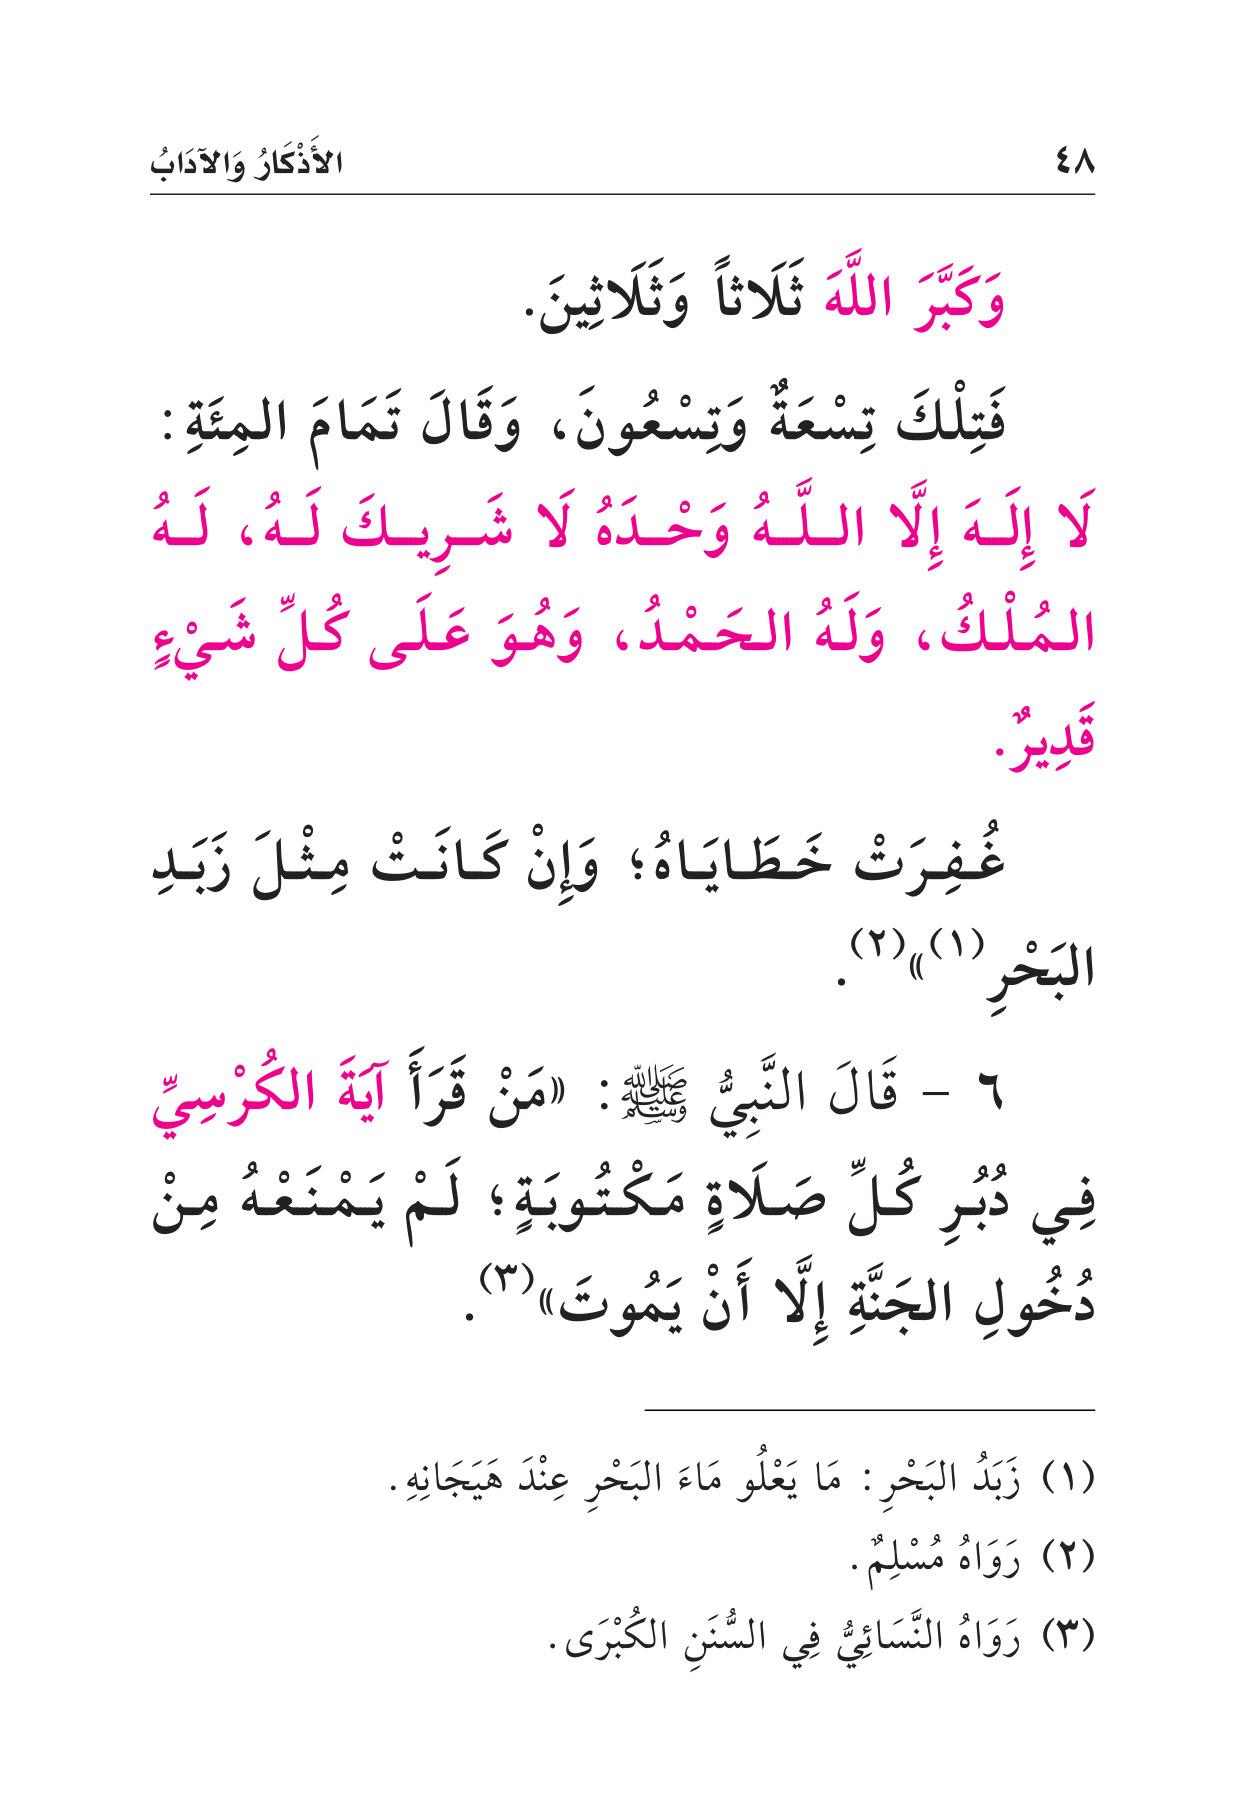 ٤٨ الأَذْكَارُ وَالآدَابُ
وَكَبَّرَ اللَّهَ ثَلَاثاً وَثَلَاثِينَ.
فَتِلْكَ تِسْعَةٌ وَتِسْعُونَ، وَقَالَ تَمَامَ المِئَةِ:
لَا إِلَهَ إِلَّا اللَّهُ وَحْدَهُ لَا شَرِيكَ لَهُ، لَهُ
المُلْكُ، وَلَهُ الحَمْدُ، وَهُوَ عَلَى كُلِّ شَيْءٍ
قَدِيرٌ.
غُفِرَتْ خَطَايَاهُ؛ وَإِنْ كَانَتْ مِثْلَ زَبَدِ
البَحْرِ(١)»(٢).
٦ - قَالَ النَّبِيُّ ﷺ: «مَنْ قَرَأَ آيَةَ الكُرْسِيِّ
فِي دُبُرِ كُلِّ صَلَاةٍ مَكْتُوبَةٍ؛ لَمْ يَمْنَعْهُ مِنْ
دُخُولِ الجَنَّةِ إِلَّا أَنْ يَمُوتَ»(٣).
(١) زَبَدُ البَحْرِ: مَا يَعْلُو مَاءَ البَحْرِ عِنْدَ هَيَجَانِهِ.
(٢) رَوَاهُ مُسْلِمٌ.
(٣) رَوَاهُ النَّسَائِيُّ فِي السُّنَنِ الكُبْرَى.